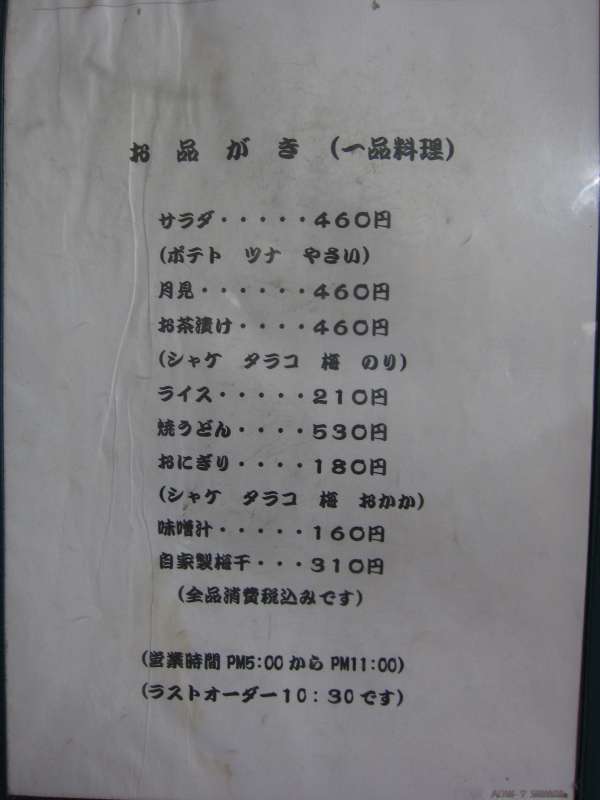 お品がき（一品料理）
サラダ・・・・・４６０円
（ポテト　ツナ　やさい）
月見・・・・・・４６０円
お茶漬け・・・・４６０円
（シャケ　タラコ　梅　のり）
ライス・・・・・２１０円
焼うどん・・・・５３０円
おにぎり・・・・１８０円
（シャケ　タラコ　梅　おかか）
味噌汁・・・・・１６０円
自家製梅干・・・３１０円
（全品消費税込みです）
（営業時間 PM5:00 から PM11:00）
（ラストオーダー１０：３０です）